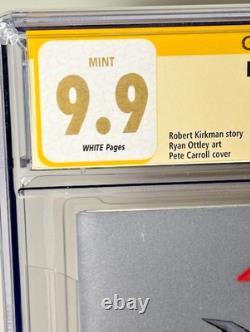 MINT
9.9
WHITE Pages
Robert Kirkman story
Ryan Ottley art
Pete Carroll cover